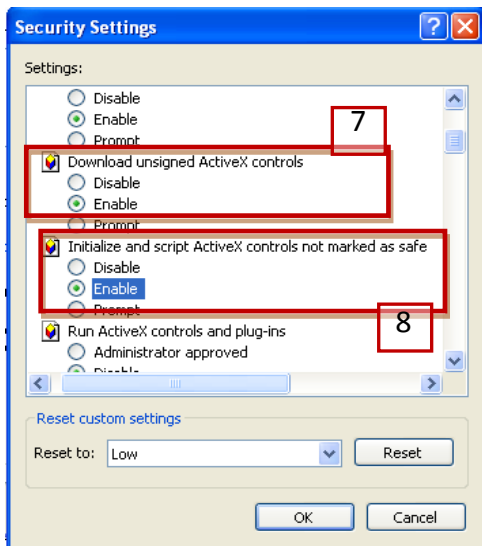 Security Settings
Settings:
Disable
Enable
Prompt
7
Download unsigned ActiveX controls
Disable
Enable
Prompt
Initialize and script ActiveX controls not marked as safe
Disable
Enable
Prompt
8
Run ActiveX controls and plug-ins
Administrator approved
Disable
Reset custom settings
Reset to: Low Reset
OK Cancel